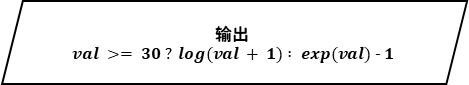 输出
val >= 30 ? log(val + 1) : exp(val) - 1